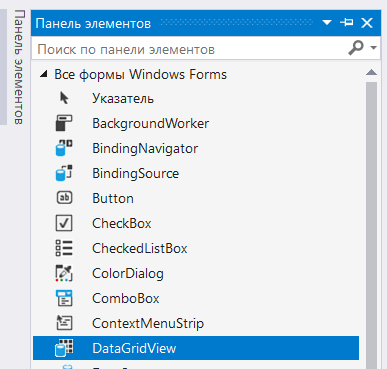 Панель элементов
Панель элементов
Поиск по панели элементов
Все формы Windows Forms
Указатель
BackgroundWorker
BindingNavigator
BindingSource
Button
CheckBox
CheckedListBox
ColorDialog
ComboBox
ContextMenuStrip
DataGridView